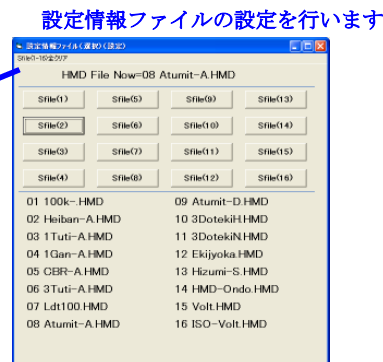 設定情報ファイルの設定を行います
設定情報ファイル(選択)(設定)
Sfile(1-16)全クリア
HMD File Now=08 Atumit-A.HMD
Sfile(1) Sfile(5) Sfile(9) Sfile(13)
Sfile(2) Sfile(6) Sfile(10) Sfile(14)
Sfile(3) Sfile(7) Sfile(11) Sfile(15)
Sfile(4) Sfile(8) Sfile(12) Sfile(16)
01 100k-.HMD 09 Atumit-D.HMD
02 Heiban-A.HMD 10 3DotekiH.HMD
03 1Tuti-A.HMD 11 3DotekiN.HMD
04 1Gan-A.HMD 12 Ekijyoka.HMD
05 CBR-A.HMD 13 Hizumi-S.HMD
06 3Tuti-A.HMD 14 HMD-Ondo.HMD
07 Ldt100.HMD 15 Volt.HMD
08 Atumit-A.HMD 16 ISO-Volt.HMD